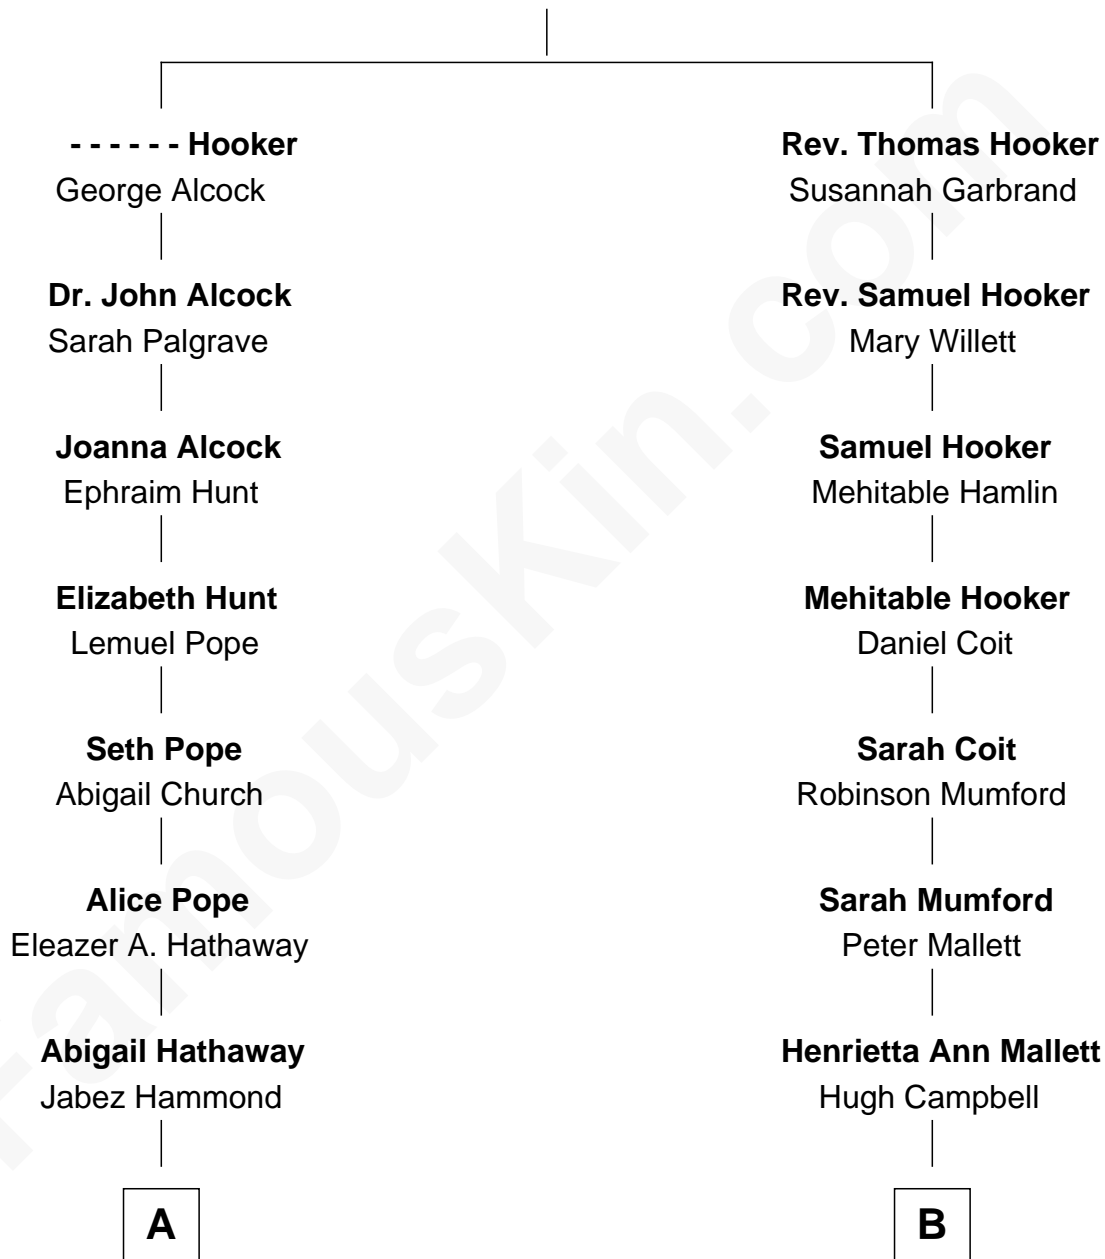 - - - - - - Hooker
George Alcock
Dr. John Alcock
Sarah Palgrave
Joanna Alcock
Ephraim Hunt
Elizabeth Hunt
Lemuel Pope
Seth Pope
Abigail Church
Alice Pope
Eleazer A. Hathaway
Abigail Hathaway
Jabez Hammond
A
Rev. Thomas Hooker
Susannah Garbrand
Rev. Samuel Hooker
Mary Willett
Samuel Hooker
Mehitable Hamlin
Mehitable Hooker
Daniel Coit
Sarah Coit
Robinson Mumford
Sarah Mumford
Peter Mallett
Henrietta Ann Mallett
Hugh Campbell
B
FamousKin.com